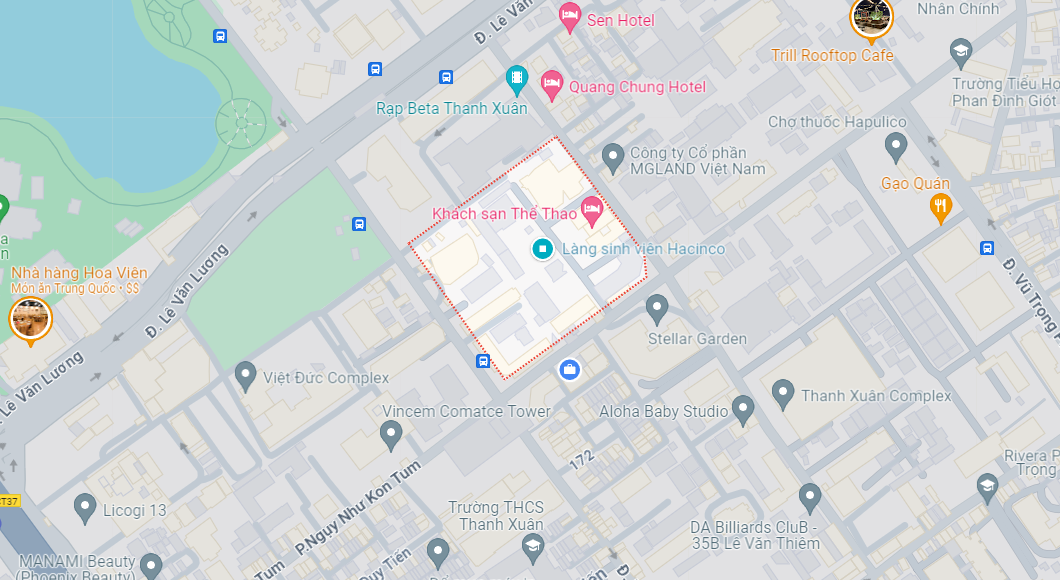 Đ. Lê Văn
Sen Hotel
Nhân Chính
Trill Rooftop Cafe
Trường Tiểu Họ
Phan Đình Giót
Quang Chung Hotel
Rạp Beta Thanh Xuân
Chợ thuốc Hapulico
Công ty Cổ phần
MGLAND Việt Nam
Gạo Quán
Khách sạn Thể Thao
Làng sinh viên Hacinco
Nhà hàng Hoa Viên
Món ăn Trung Quốc • $$
Đ. Lê Văn Lương
Đ. Vũ Trọng
Stellar Garden
Lê Văn Lương
Việt Đức Complex
Thanh Xuân Complex
Vincem Comatce Tower
Aloha Baby Studio
172
Rivera P
Trọng
P.Ngụy Như Kon Tum
CT37
Licogi 13
Trường THCS
Thanh Xuân
DA Billiards CluB -
35B Lê Văn Thiêm
MANAMI Beauty
(Phoenix Beauty)
Tum
Duy Tiến
Đ